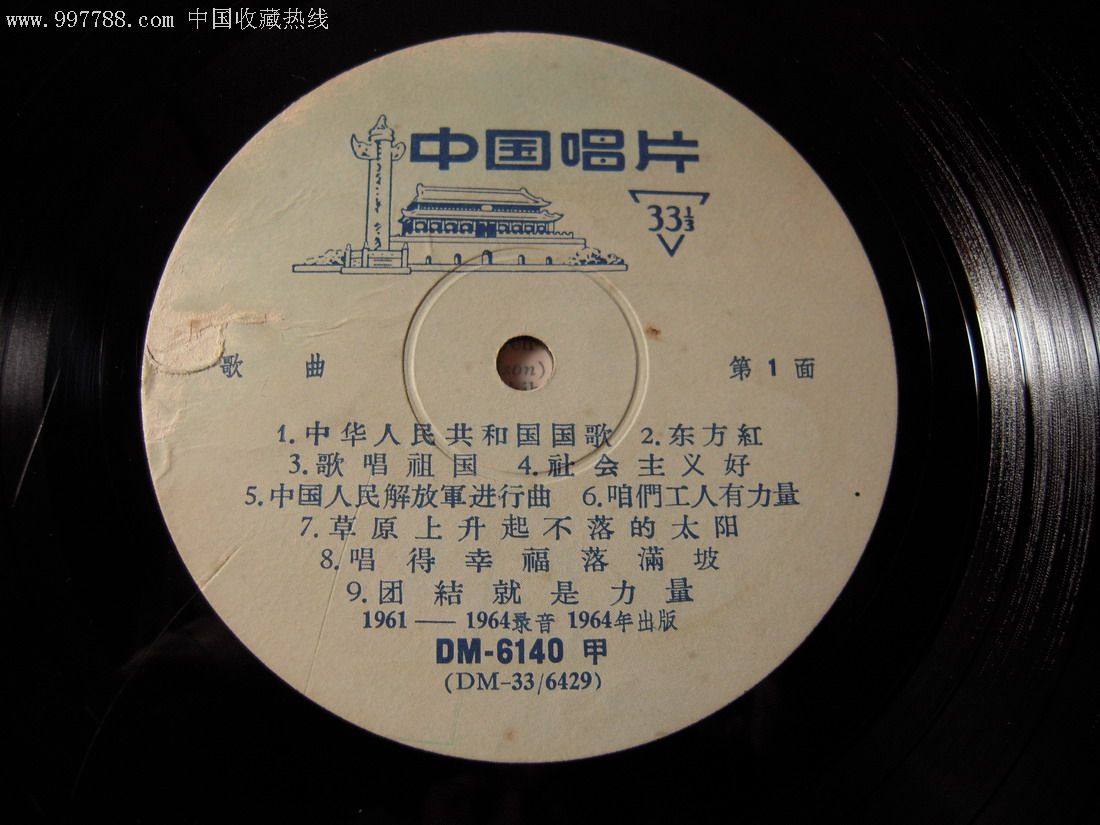 www.997788.com 中国收藏热线
中国唱片
33⅓
歌 曲
第 1 面
1.中华人民共和国国歌 2.东方紅
3.歌唱祖国 4.社会主义好
5.中国人民解放軍进行曲 6.咱們工人有力量
7.草原上升起不落的太阳
8.唱得幸福落滿坡
9.团結就是力量
1961 — 1964录音 1964年出版
DM-6140 甲
(DM-33/6429)